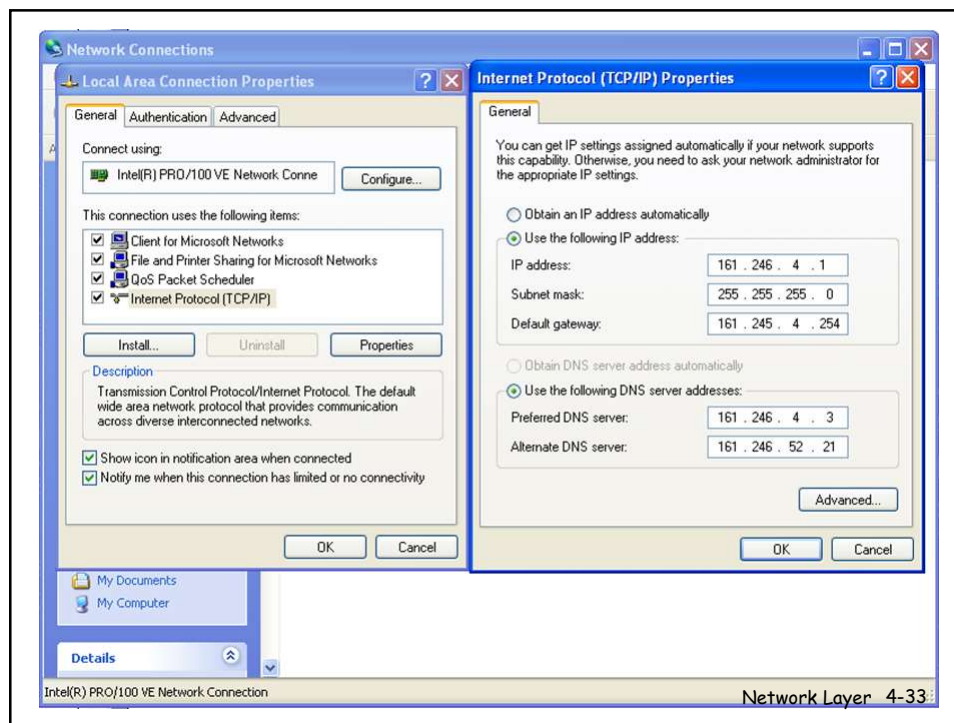 Network Connections
Local Area Connection Properties
General Authentication Advanced
Connect using:
Intel(R) PRO/100 VE Network Conne
Configure...
This connection uses the following items:
Client for Microsoft Networks
File and Printer Sharing for Microsoft Networks
QoS Packet Scheduler
Internet Protocol (TCP/IP)
Install... Uninstall Properties
Description
Transmission Control Protocol/Internet Protocol. The default
wide area network protocol that provides communication
across diverse interconnected networks.
Show icon in notification area when connected
Notify me when this connection has limited or no connectivity
OK Cancel
Internet Protocol (TCP/IP) Properties
General
You can get IP settings assigned automatically if your network supports
this capability. Otherwise, you need to ask your network administrator for
the appropriate IP settings.
Obtain an IP address automatically
Use the following IP address:
IP address: 161 . 246 . 4 . 1
Subnet mask: 255 . 255 . 255 . 0
Default gateway: 161 . 245 . 4 . 254
Obtain DNS server address automatically
Use the following DNS server addresses:
Preferred DNS server: 161 . 246 . 4 . 3
Alternate DNS server: 161 . 246 . 52 . 21
Advanced...
OK Cancel
My Documents
My Computer
Details
Intel(R) PRO/100 VE Network Connection
Network Layer 4-33